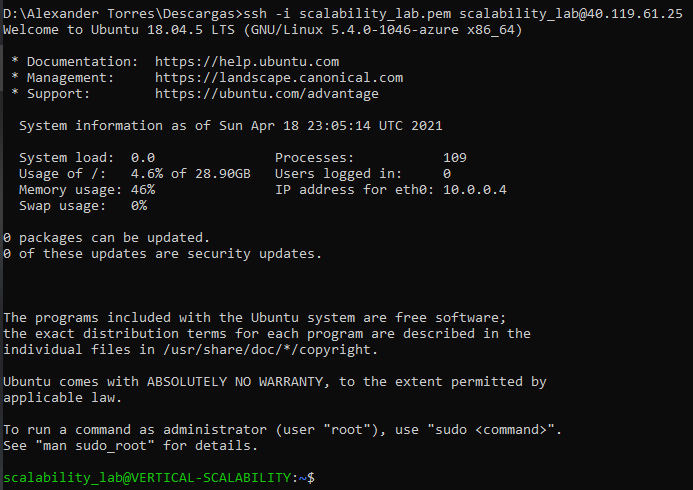 D:\Alexander Torres\Descargas>ssh -i scalability_lab.pem scalability_lab@40.119.61.25
Welcome to Ubuntu 18.04.5 LTS (GNU/Linux 5.4.0-1046-azure x86_64)

 * Documentation:  https://help.ubuntu.com
 * Management:     https://landscape.canonical.com
 * Support:        https://ubuntu.com/advantage

  System information as of Sun Apr 18 23:05:14 UTC 2021

  System load:  0.0               Processes:           109
  Usage of /:   4.6% of 28.90GB   Users logged in:     0
  Memory usage: 46%               IP address for eth0: 10.0.0.4
  Swap usage:   0%

0 packages can be updated.
0 of these updates are security updates.

The programs included with the Ubuntu system are free software;
the exact distribution terms for each program are described in the
individual files in /usr/share/doc/*/copyright.

Ubuntu comes with ABSOLUTELY NO WARRANTY, to the extent permitted by
applicable law.

To run a command as administrator (user "root"), use "sudo <command>".
See "man sudo_root" for details.

scalability_lab@VERTICAL-SCALABILITY:~$